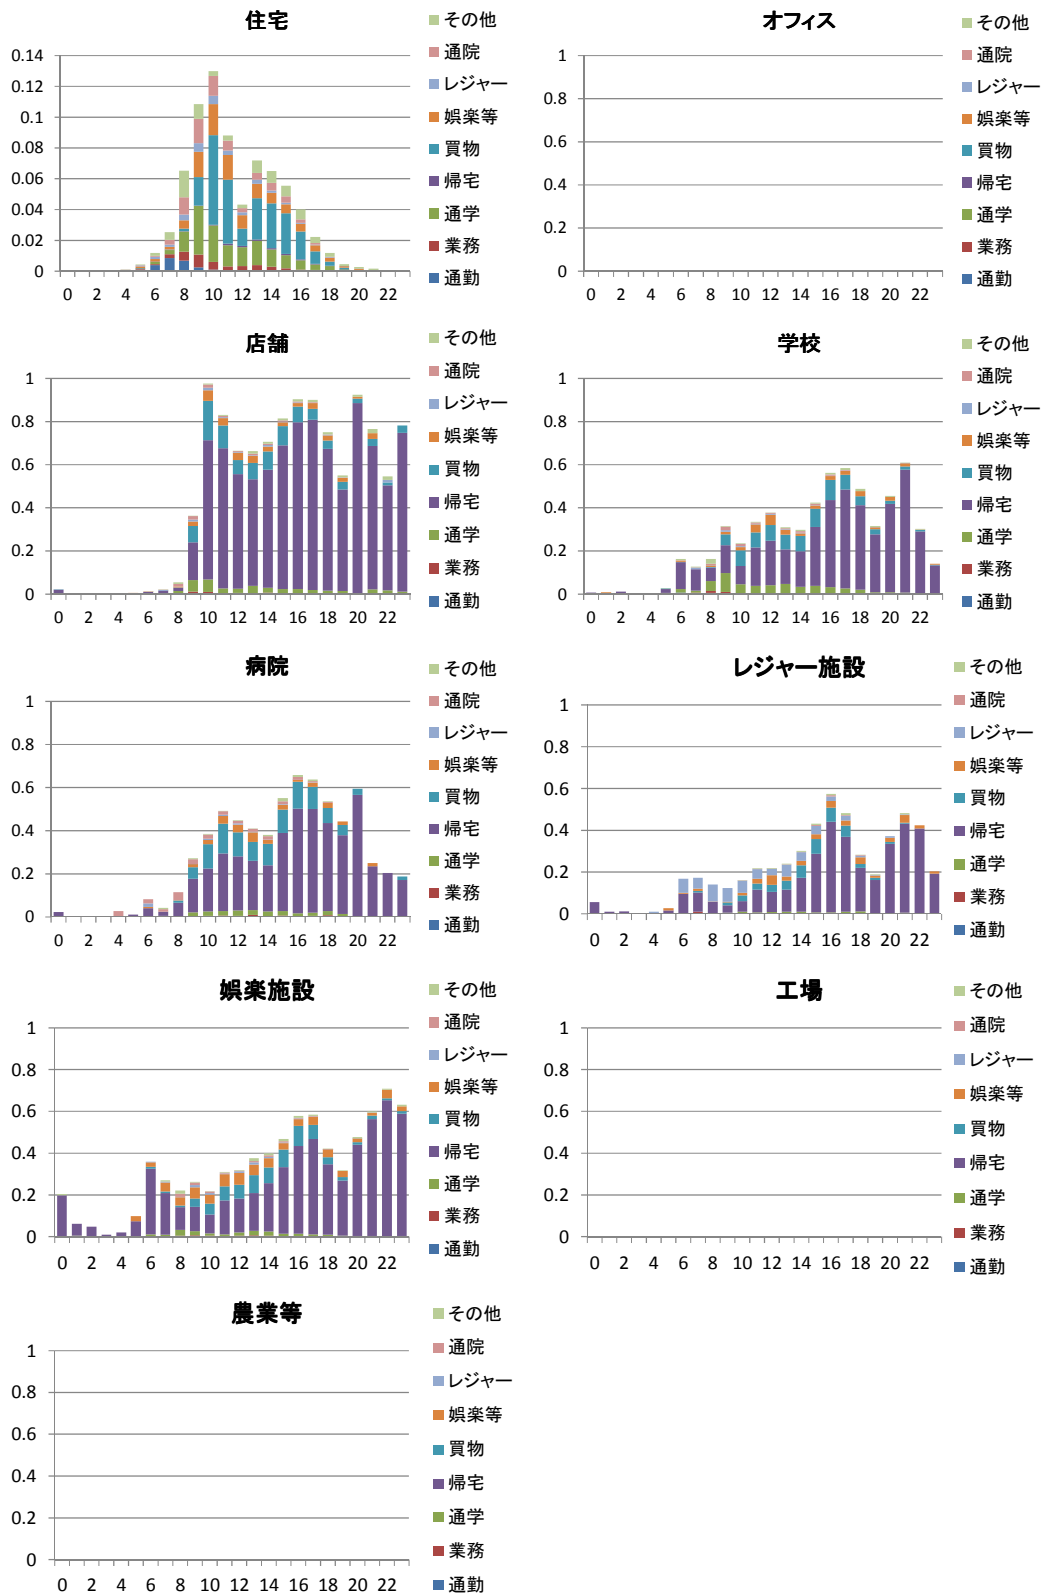 住宅
0.14
0.12
0.1
0.08
0.06
0.04
0.02
0
0 2 4 6 8 10 12 14 16 18 20 22
その他
通院
レジャー
娯楽等
買物
帰宅
通学
業務
通勤
オフィス
1
0.8
0.6
0.4
0.2
0
0 2 4 6 8 10 12 14 16 18 20 22
その他
通院
レジャー
娯楽等
買物
帰宅
通学
業務
通勤
店舗
1
0.8
0.6
0.4
0.2
0
0 2 4 6 8 10 12 14 16 18 20 22
その他
通院
レジャー
娯楽等
買物
帰宅
通学
業務
通勤
学校
1
0.8
0.6
0.4
0.2
0
0 2 4 6 8 10 12 14 16 18 20 22
その他
通院
レジャー
娯楽等
買物
帰宅
通学
業務
通勤
病院
1
0.8
0.6
0.4
0.2
0
0 2 4 6 8 10 12 14 16 18 20 22
その他
通院
レジャー
娯楽等
買物
帰宅
通学
業務
通勤
レジャー施設
1
0.8
0.6
0.4
0.2
0
0 2 4 6 8 10 12 14 16 18 20 22
その他
通院
レジャー
娯楽等
買物
帰宅
通学
業務
通勤
娯楽施設
1
0.8
0.6
0.4
0.2
0
0 2 4 6 8 10 12 14 16 18 20 22
その他
通院
レジャー
娯楽等
買物
帰宅
通学
業務
通勤
工場
1
0.8
0.6
0.4
0.2
0
0 2 4 6 8 10 12 14 16 18 20 22
その他
通院
レジャー
娯楽等
買物
帰宅
通学
業務
通勤
農業等
1
0.8
0.6
0.4
0.2
0
0 2 4 6 8 10 12 14 16 18 20 22
その他
通院
レジャー
娯楽等
買物
帰宅
通学
業務
通勤